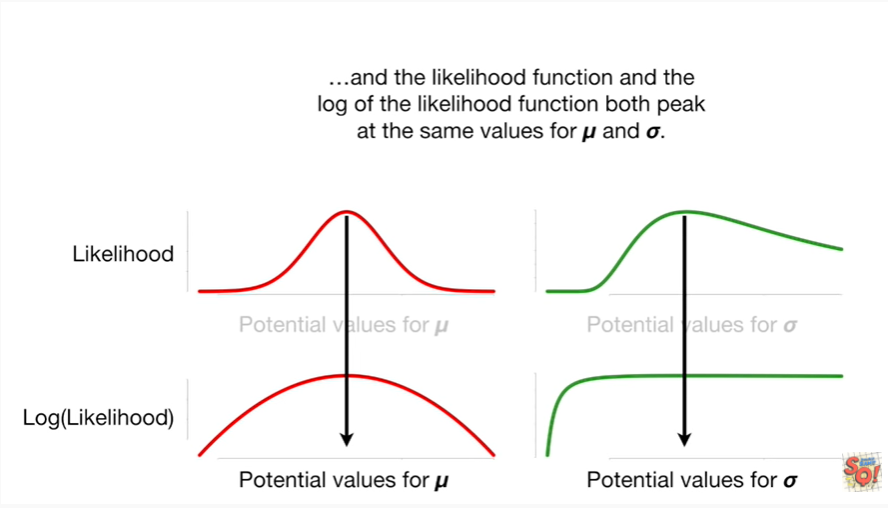 ...and the likelihood function and the
log of the likelihood function both peak
at the same values for μ and σ.
Likelihood
Potential values for μ
Potential values for σ
Log(Likelihood)
Potential values for μ
Potential values for σ
SQ!